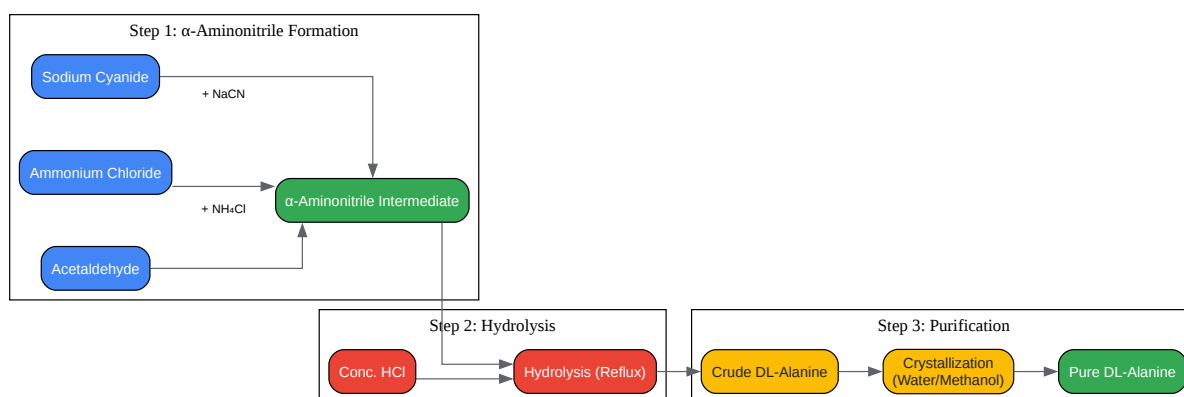 Step 1: α-Aminonitrile Formation
Sodium Cyanide
+ NaCN
Ammonium Chloride
α-Aminonitrile Intermediate
+ NH₄Cl
Acetaldehyde
Step 2: Hydrolysis
Step 3: Purification
Conc. HCl
Hydrolysis (Reflux)
Crude DL-Alanine
Crystallization
(Water/Methanol)
Pure DL-Alanine